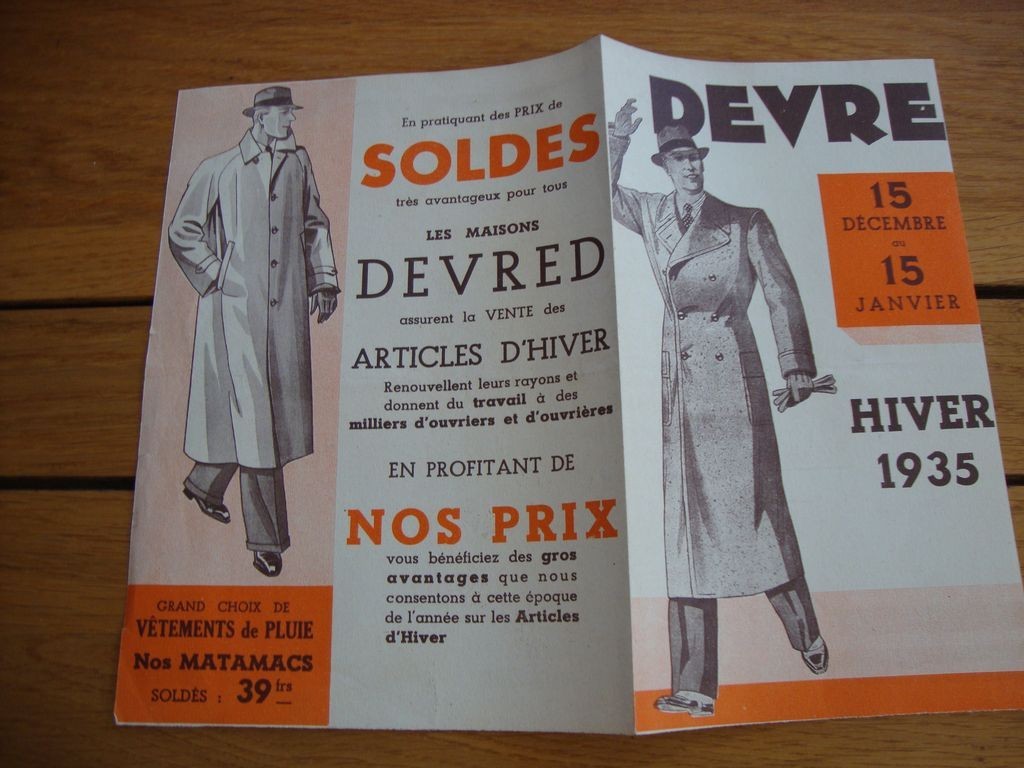 En pratiquant des PRIX de
SOLDES
très avantageux pour tous
LES MAISONS
DEVRED
assurent la VENTE des
ARTICLES D'HIVER
Renouvellent leurs rayons et
donnent du travail à des
milliers d'ouvriers et d'ouvrières
EN PROFITANT DE
NOS PRIX
vous bénéficiez des gros
avantages que nous
consentons à cette époque
de l'année sur les Articles
d'Hiver
GRAND CHOIX DE
VÊTEMENTS de PLUIE
Nos MATAMACS
SOLDÉS : 39 frs
DEVRE
15
DÉCEMBRE
au
15
JANVIER
HIVER
1935